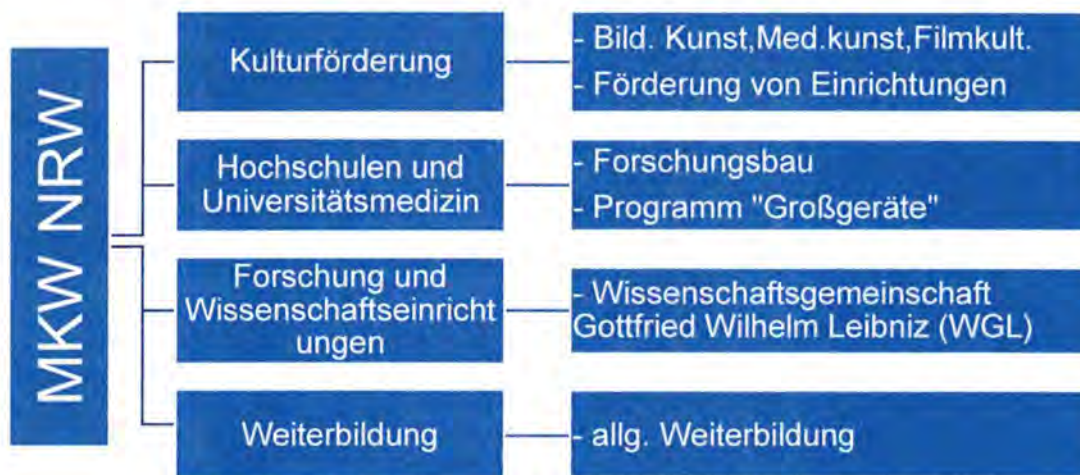 MKW NRW
Kulturförderung
- Bild. Kunst,Med.kunst,Filmkult.
- Förderung von Einrichtungen
Hochschulen und
Universitätsmedizin
- Forschungsbau
- Programm "Großgeräte"
Forschung und
Wissenschaftseinricht
ungen
- Wissenschaftsgemeinschaft
Gottfried Wilhelm Leibniz (WGL)
Weiterbildung
- allg. Weiterbildung